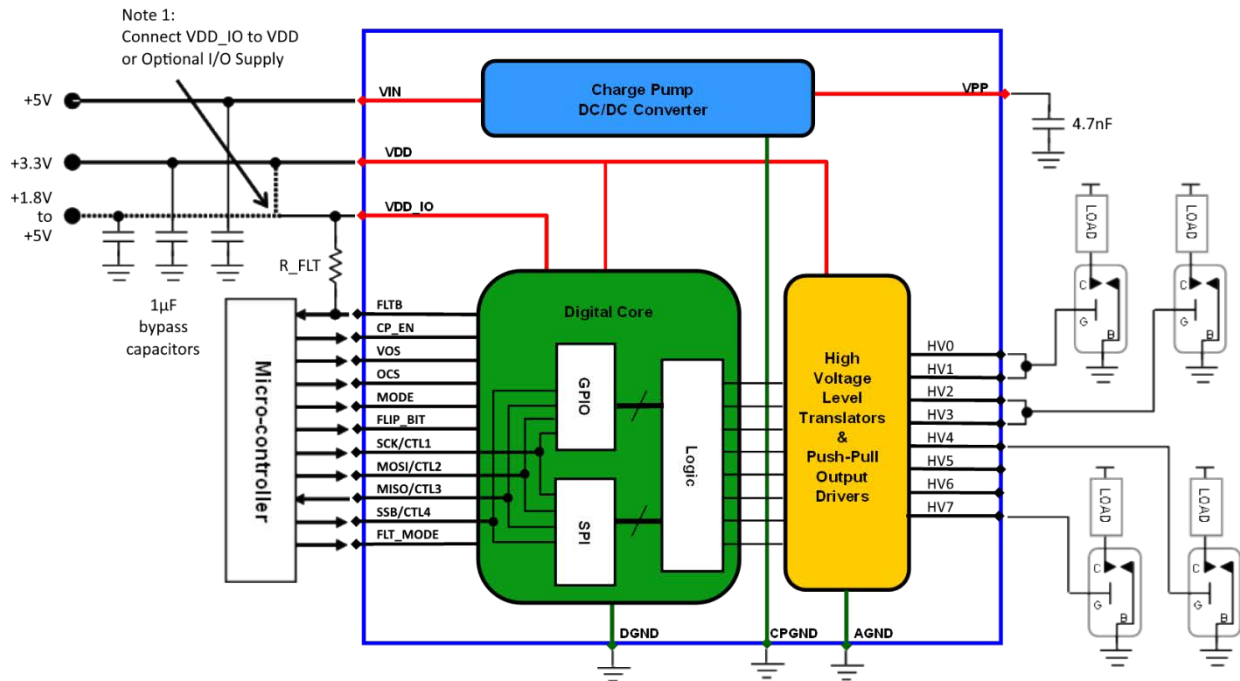 Note 1:
Connect VDD_IO to VDD
or Optional I/O Supply
+5V
VIN
Charge Pump
DC/DC Converter
VPP
4.7nF
+3.3V
VDD
+1.8V
to
+5V
VDD_IO
R_FLT
1µF
bypass
capacitors
Micro-controller
FLTB
CP_EN
VOS
OCS
MODE
FLIP_BIT
SCK/CTL1
MOSI/CTL2
MISO/CTL3
SSB/CTL4
FLT_MODE
Digital Core
GPIO
SPI
Logic
High
Voltage
Level
Translators
&
Push-Pull
Output
Drivers
HV0
HV1
HV2
HV3
HV4
HV5
HV6
HV7
DGND
CPGND
AGND
LOAD
C
G
B
LOAD
C
G
B
LOAD
C
G
B
LOAD
C
G
B